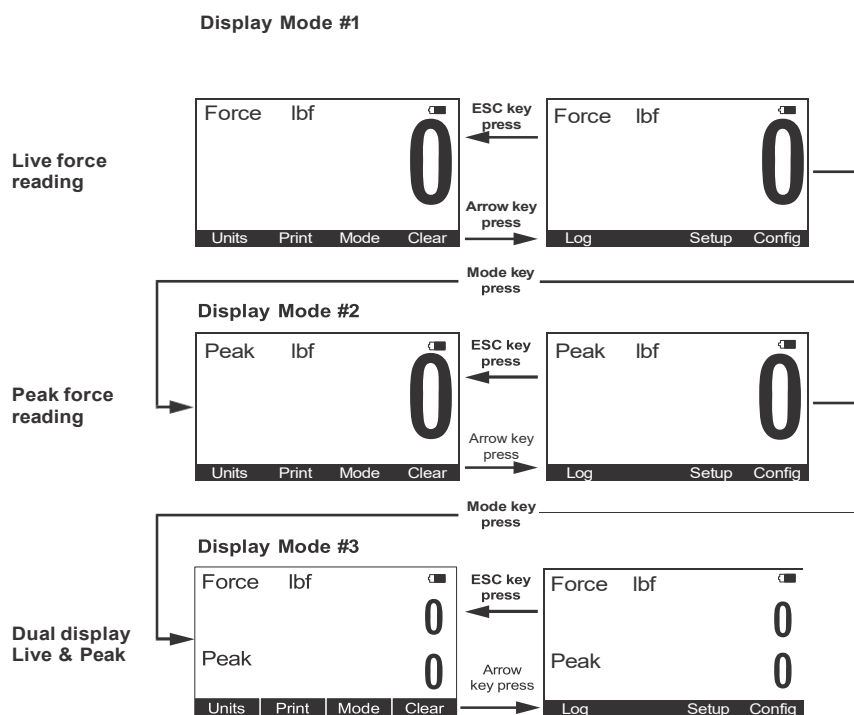 Display Mode #1
Live force
reading
Force lbf
0
Units Print Mode Clear
ESC key
press
Arrow key
press
Force lbf
0
Log Setup Config
Mode key
press
Display Mode #2
Peak force
reading
Peak lbf
0
Units Print Mode Clear
ESC key
press
Arrow key
press
Peak lbf
0
Log Setup Config
Mode key
press
Display Mode #3
Dual display
Live & Peak
Force lbf
0
Peak
0
Units Print Mode Clear
ESC key
press
Arrow
key press
Force lbf
0
Peak
0
Log Setup Config